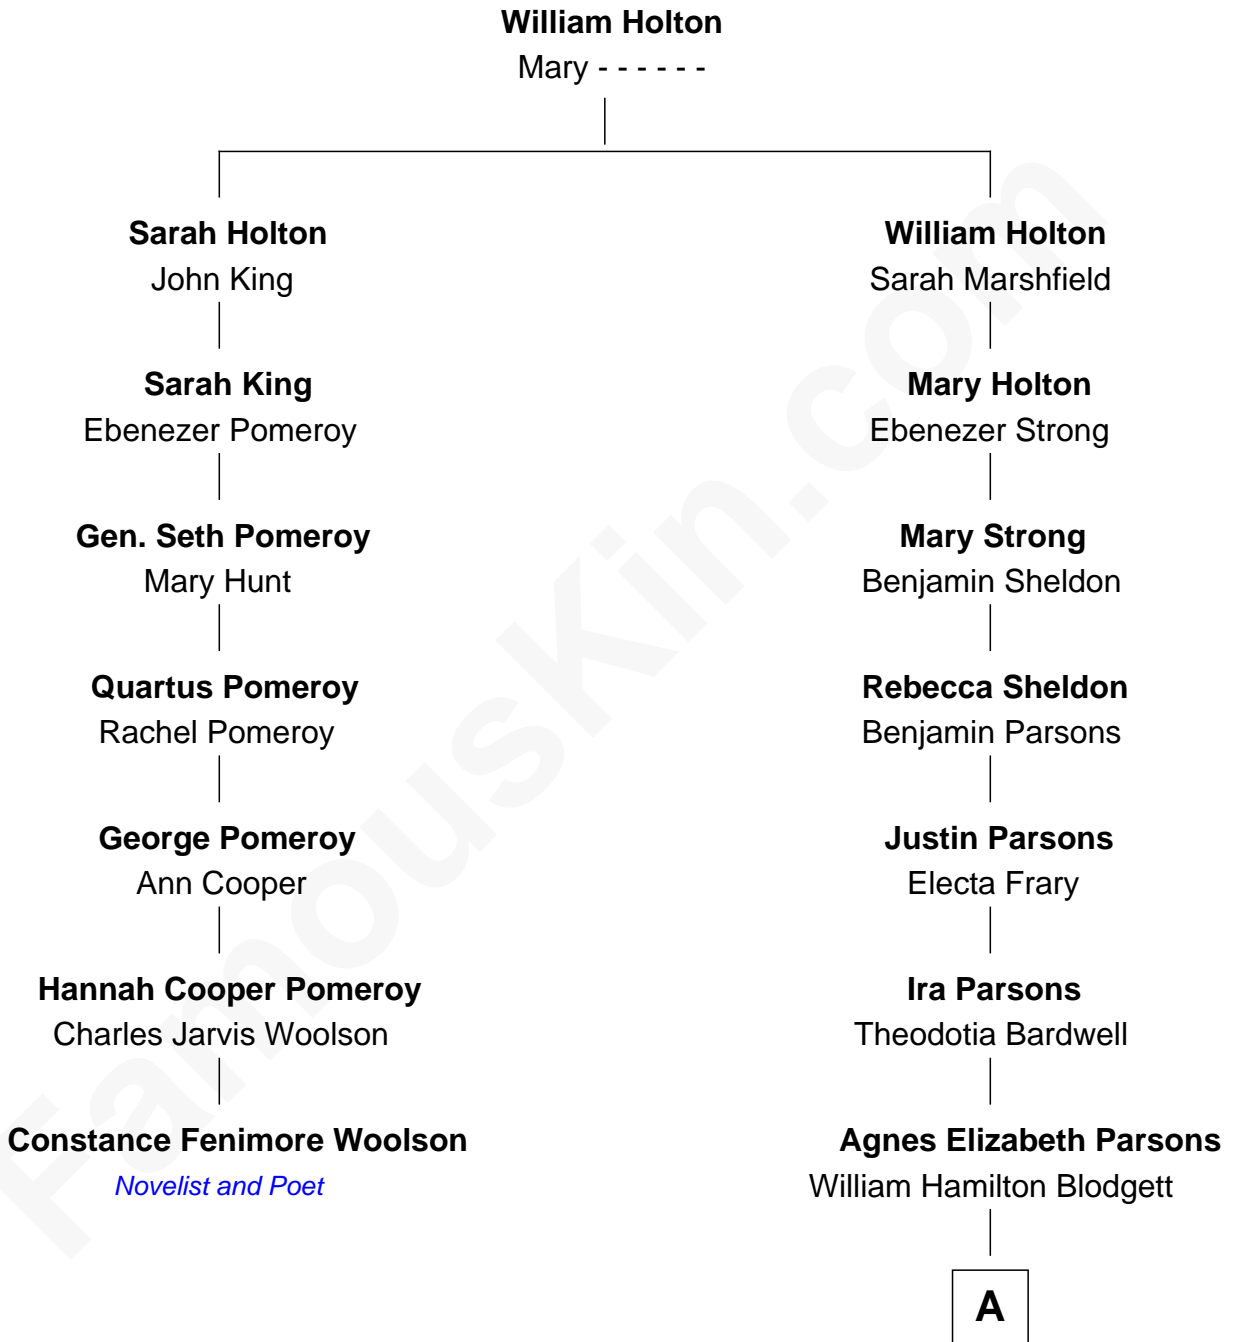 William Holton
Mary - - - - - -
Sarah Holton
John King
Sarah King
Ebenezer Pomeroy
Gen. Seth Pomeroy
Mary Hunt
Quartus Pomeroy
Rachel Pomeroy
George Pomeroy
Ann Cooper
Hannah Cooper Pomeroy
Charles Jarvis Woolson
Constance Fenimore Woolson
Novelist and Poet
William Holton
Sarah Marshfield
Mary Holton
Ebenezer Strong
Mary Strong
Benjamin Sheldon
Rebecca Sheldon
Benjamin Parsons
Justin Parsons
Electa Frary
Ira Parsons
Theodotia Bardwell
Agnes Elizabeth Parsons
William Hamilton Blodgett
A
FamousKin.com